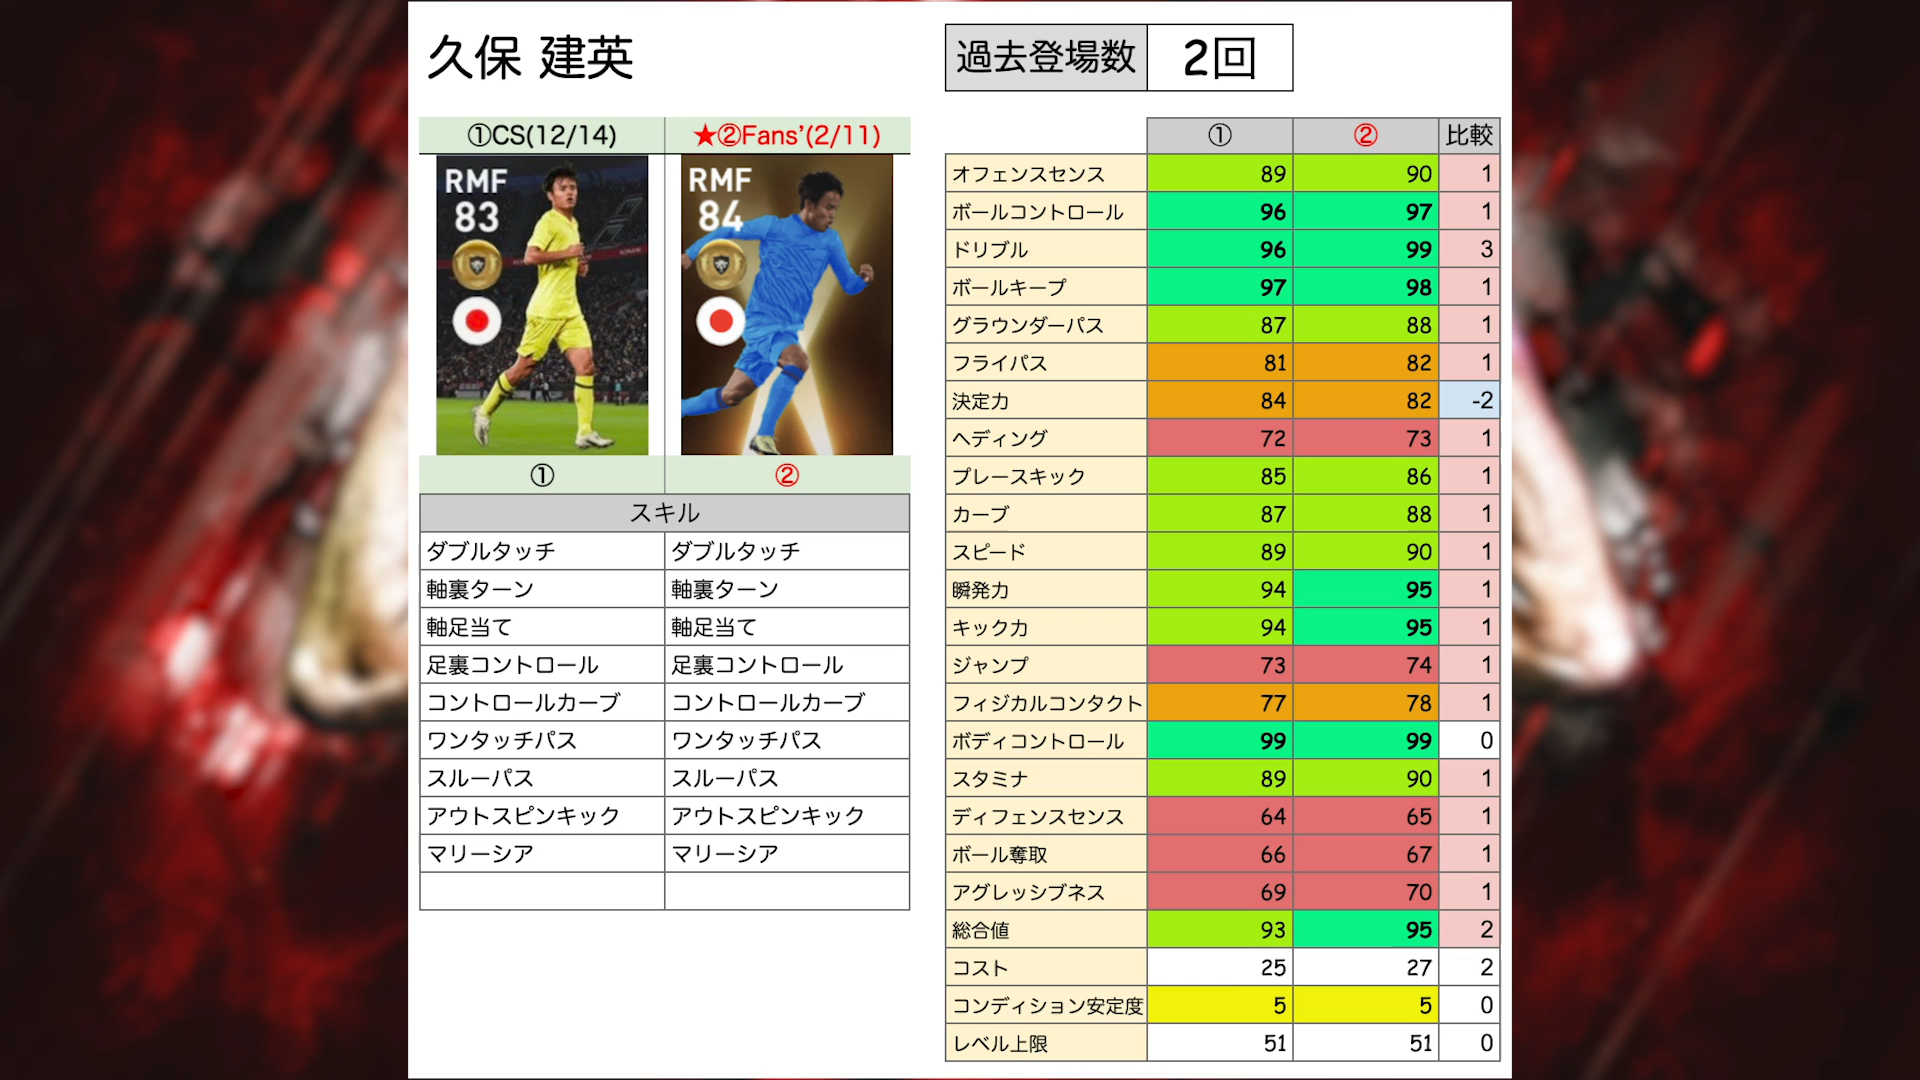 久保 建英
過去登場数 2回
①CS(12/14) ★②Fans'(2/11)
RMF
83
RMF
84
① ②
スキル
ダブルタッチ ダブルタッチ
軸裏ターン 軸裏ターン
軸足当て 軸足当て
足裏コントロール 足裏コントロール
コントロールカーブ コントロールカーブ
ワンタッチパス ワンタッチパス
スルーパス スルーパス
アウトスピンキック アウトスピンキック
マリーシア マリーシア
① ② 比較
オフェンスセンス 89 90 1
ボールコントロール 96 97 1
ドリブル 96 99 3
ボールキープ 97 98 1
グラウンダーパス 87 88 1
フライパス 81 82 1
決定力 84 82 -2
ヘディング 72 73 1
プレースキック 85 86 1
カーブ 87 88 1
スピード 89 90 1
瞬発力 94 95 1
キック力 94 95 1
ジャンプ 73 74 1
フィジカルコンタクト 77 78 1
ボディコントロール 99 99 0
スタミナ 89 90 1
ディフェンスセンス 64 65 1
ボール奪取 66 67 1
アグレッシブネス 69 70 1
総合値 93 95 2
コスト 25 27 2
コンディション安定度 5 5 0
レベル上限 51 51 0